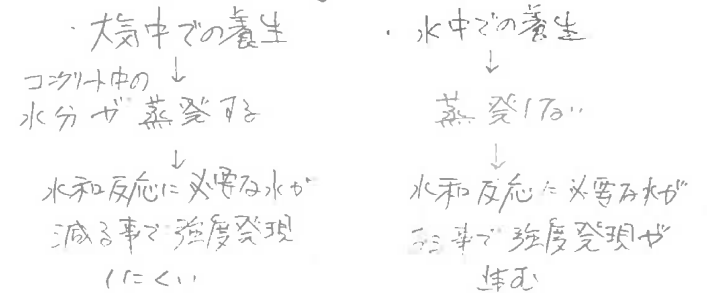 ・大気中での養生
コンクリート中の
水分が蒸発する
↓
水和反応に必要な水が
減る事で強度発現
しにくい
・水中での養生
↓
蒸発しない
↓
水和反応に必要な水が
事で強度発現が
進む